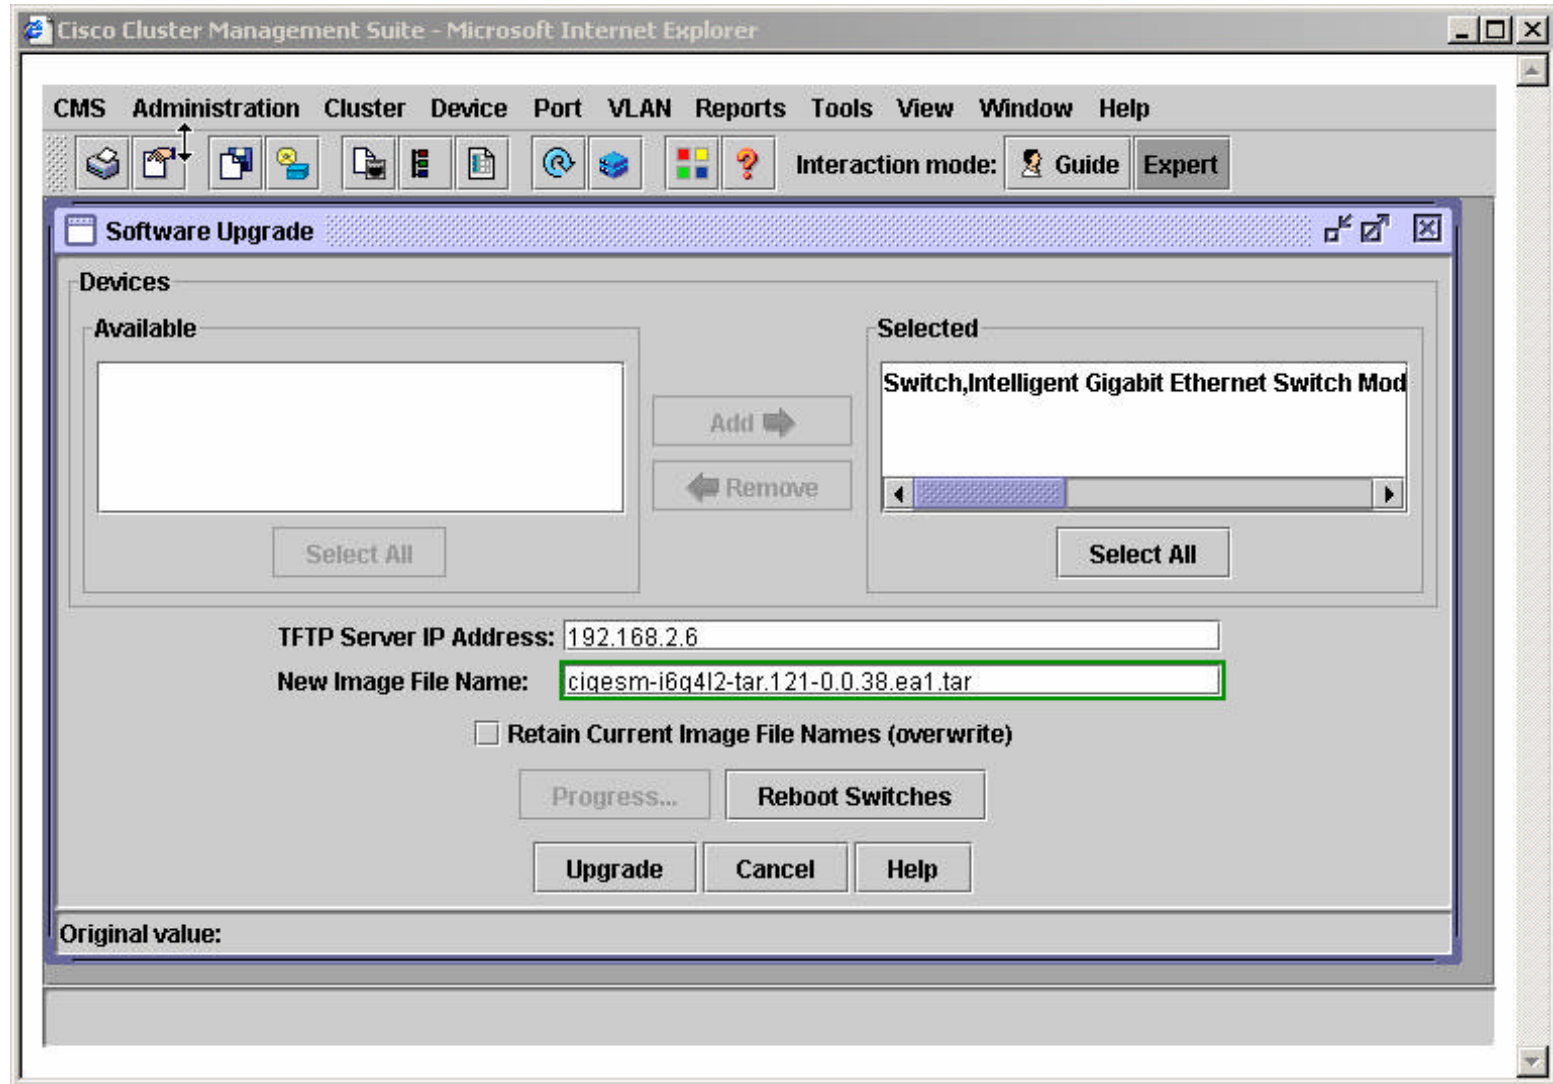 Cisco Cluster Management Suite - Microsoft Internet Explorer
CMS Administration Cluster Device Port VLAN Reports Tools View Window Help
Interaction mode: Guide Expert
Software Upgrade
Devices
Available Selected
Switch,Intelligent Gigabit Ethernet Switch Mod
Add
Remove
Select All Select All
TFTP Server IP Address: 192.168.2.6
New Image File Name: cigesm-i6q4l2-tar.121-0.0.38.ea1.tar
Retain Current Image File Names (overwrite)
Progress... Reboot Switches
Upgrade Cancel Help
Original value: